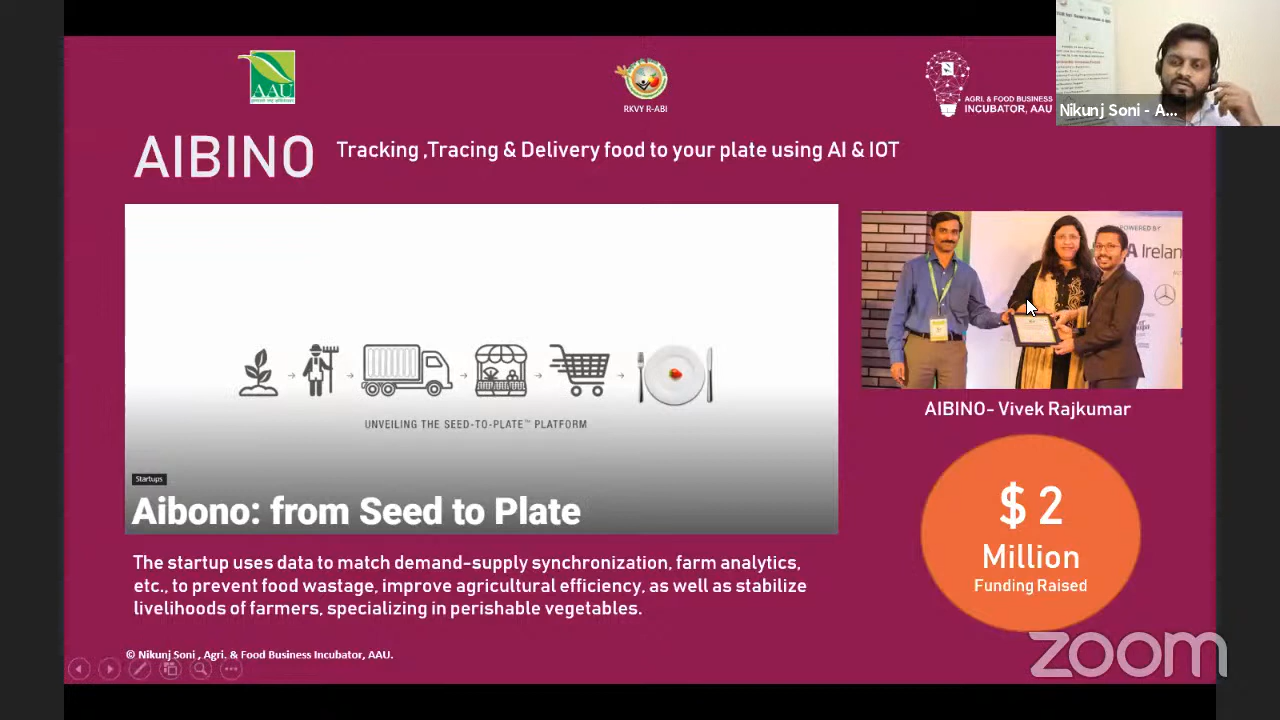 AAU
RKVY R-ABI
AGRI. & FOOD BUSINESS
INCUBATOR, AAU
Nikunj Soni - A...
AIBINO
Tracking ,Tracing & Delivery food to your plate using AI & IOT
POWERED BY
A Irelan
UNVEILING THE SEED-TO-PLATE™ PLATFORM
Startups
Aibono: from Seed to Plate
AIBINO- Vivek Rajkumar
$ 2
Million
Funding Raised
The startup uses data to match demand-supply synchronization, farm analytics,
etc., to prevent food wastage, improve agricultural efficiency, as well as stabilize
livelihoods of farmers, specializing in perishable vegetables.
© Nikunj Soni , Agri. & Food Business Incubator, AAU.
zoom